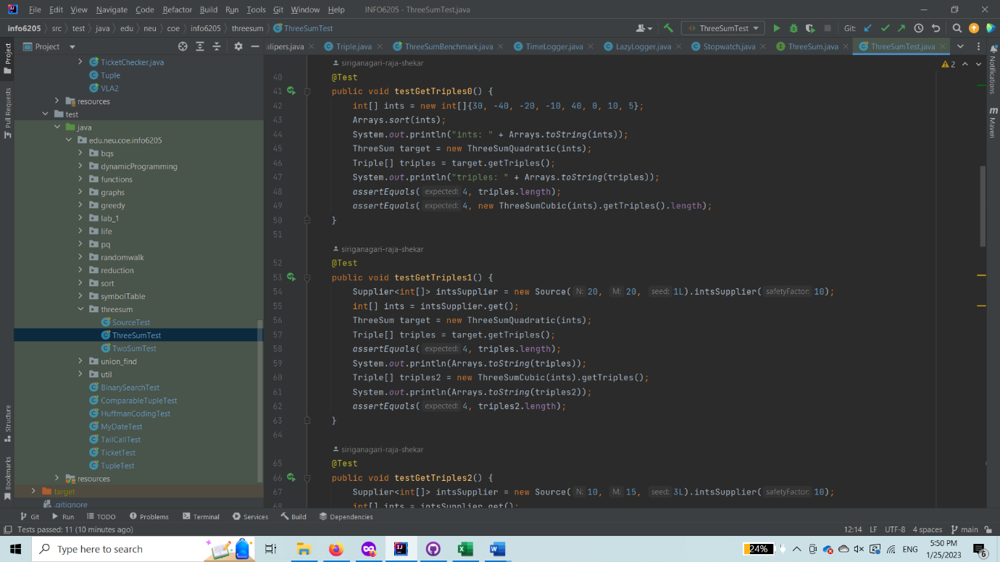 File Edit View Navigate Code Refactor Build Run Tools Git Window Help INFO6205 - ThreeSumTest.java
info6205 src test java edu neu coe info6205 threesum ThreeSumTest ThreeSumTest Git:
Project alipers.java Triple.java ThreeSumBenchmark.java TimeLogger.java LazyLogger.java Stopwatch.java ThreeSum.java ThreeSumTest.java
Project
Pull Requests
Structure
Bookmarks
Notifications
Maven
TicketChecker.java
Tuple
VLA2
resources
test
java
edu.neu.coe.info6205
bqs
dynamicProgramming
functions
graphs
greedy
lab_1
life
pq
randomwalk
reduction
sort
symbolTable
threesum
SourceTest
ThreeSumTest
TwoSumTest
union_find
util
BinarySearchTest
ComparableTupleTest
HuffmanCodingTest
MyDateTest
TailCallTest
TicketTest
TupleTest
resources
target
.gitignore
siriganagari-raja-shekar
2
40 @Test
41 public void testGetTriples0() {
42 int[] ints = new int[]{30, -40, -20, -10, 40, 0, 10, 5};
43 Arrays.sort(ints);
44 System.out.println("ints: " + Arrays.toString(ints));
45 ThreeSum target = new ThreeSumQuadratic(ints);
46 Triple[] triples = target.getTriples();
47 System.out.println("triples: " + Arrays.toString(triples));
48 assertEquals( expected: 4, triples.length);
49 assertEquals( expected: 4, new ThreeSumCubic(ints).getTriples().length);
50 }
51
siriganagari-raja-shekar
52 @Test
53 public void testGetTriples1() {
54 Supplier<int[]> intsSupplier = new Source( N: 20, M: 20, seed: 1L).intsSupplier( safetyFactor: 10);
55 int[] ints = intsSupplier.get();
56 ThreeSum target = new ThreeSumQuadratic(ints);
57 Triple[] triples = target.getTriples();
58 assertEquals( expected: 4, triples.length);
59 System.out.println(Arrays.toString(triples));
60 Triple[] triples2 = new ThreeSumCubic(ints).getTriples();
61 System.out.println(Arrays.toString(triples2));
62 assertEquals( expected: 4, triples2.length);
63 }
64
siriganagari-raja-shekar
65 @Test
66 public void testGetTriples2() {
67 Supplier<int[]> intsSupplier = new Source( N: 10, M: 15, seed: 3L).intsSupplier( safetyFactor: 10);
68 int[] ints = intsSupplier.get();
Git Run TODO Problems Terminal Services Build Dependencies
Tests passed: 11 (10 minutes ago) 12:14 LF UTF-8 4 spaces main
Type here to search 24% ENG 5:50 PM
1/25/2023 6